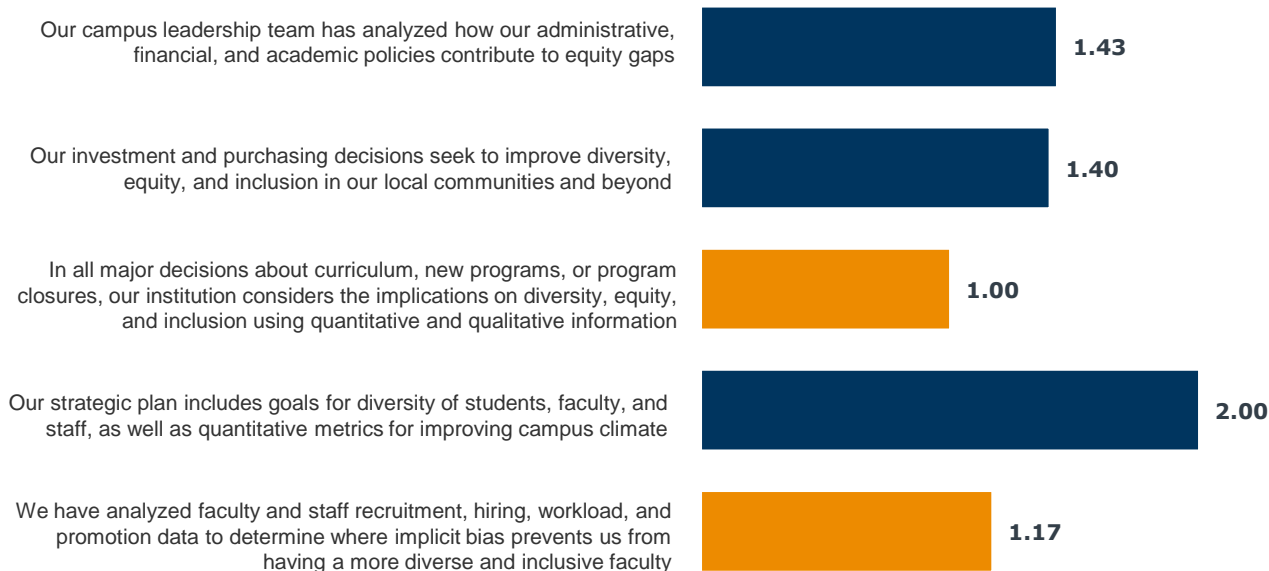 Our campus leadership team has analyzed how our administrative,
financial, and academic policies contribute to equity gaps
1.43
Our investment and purchasing decisions seek to improve diversity,
equity, and inclusion in our local communities and beyond
1.40
In all major decisions about curriculum, new programs, or program
closures, our institution considers the implications on diversity, equity,
and inclusion using quantitative and qualitative information
1.00
Our strategic plan includes goals for diversity of students, faculty, and
staff, as well as quantitative metrics for improving campus climate
2.00
We have analyzed faculty and staff recruitment, hiring, workload, and
promotion data to determine where implicit bias prevents us from
having a more diverse and inclusive faculty
1.17